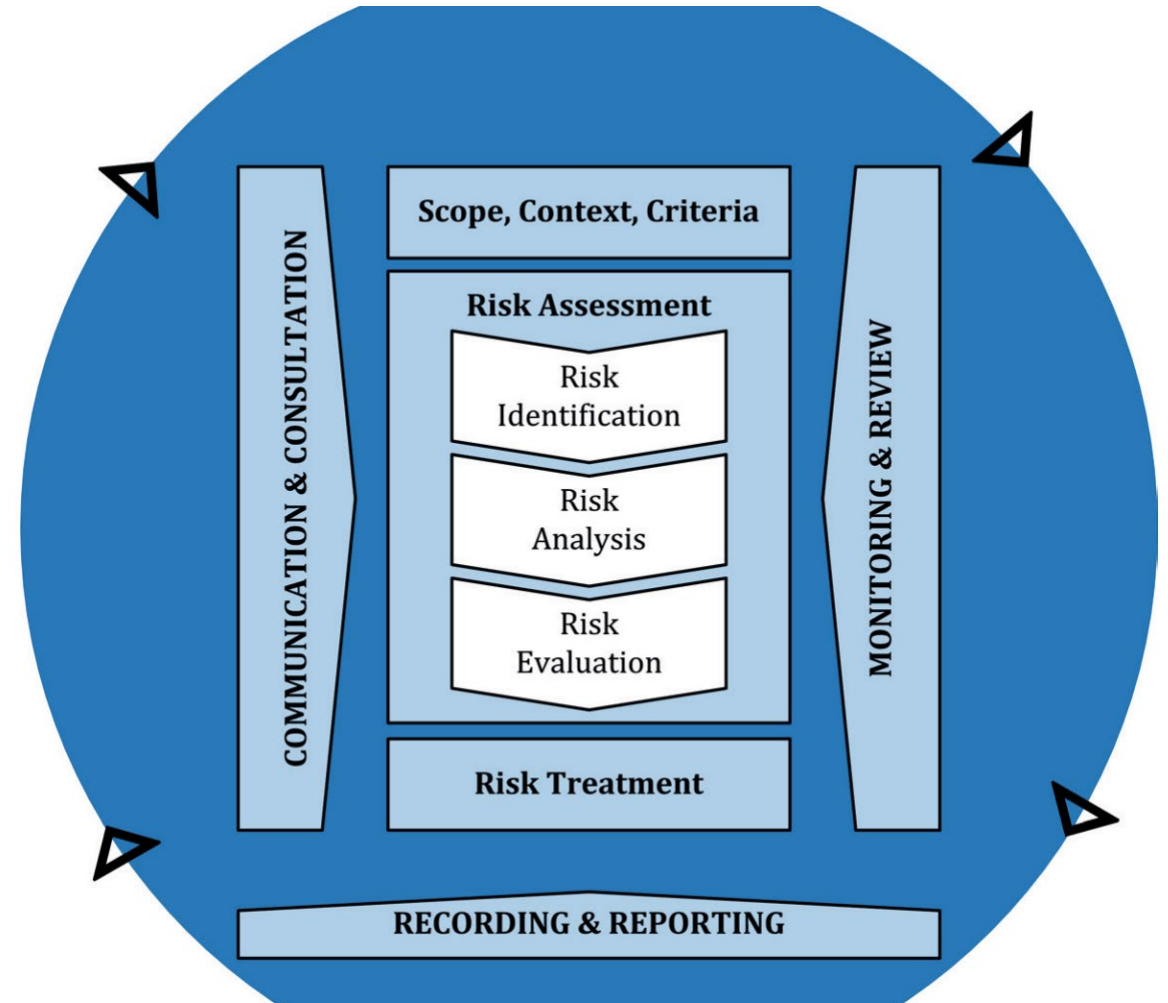 Scope, Context, Criteria
Risk Assessment
Risk
Identification
Risk
Analysis
Risk
Evaluation
Risk Treatment
COMMUNICATION & CONSULTATION
MONITORING & REVIEW
RECORDING & REPORTING